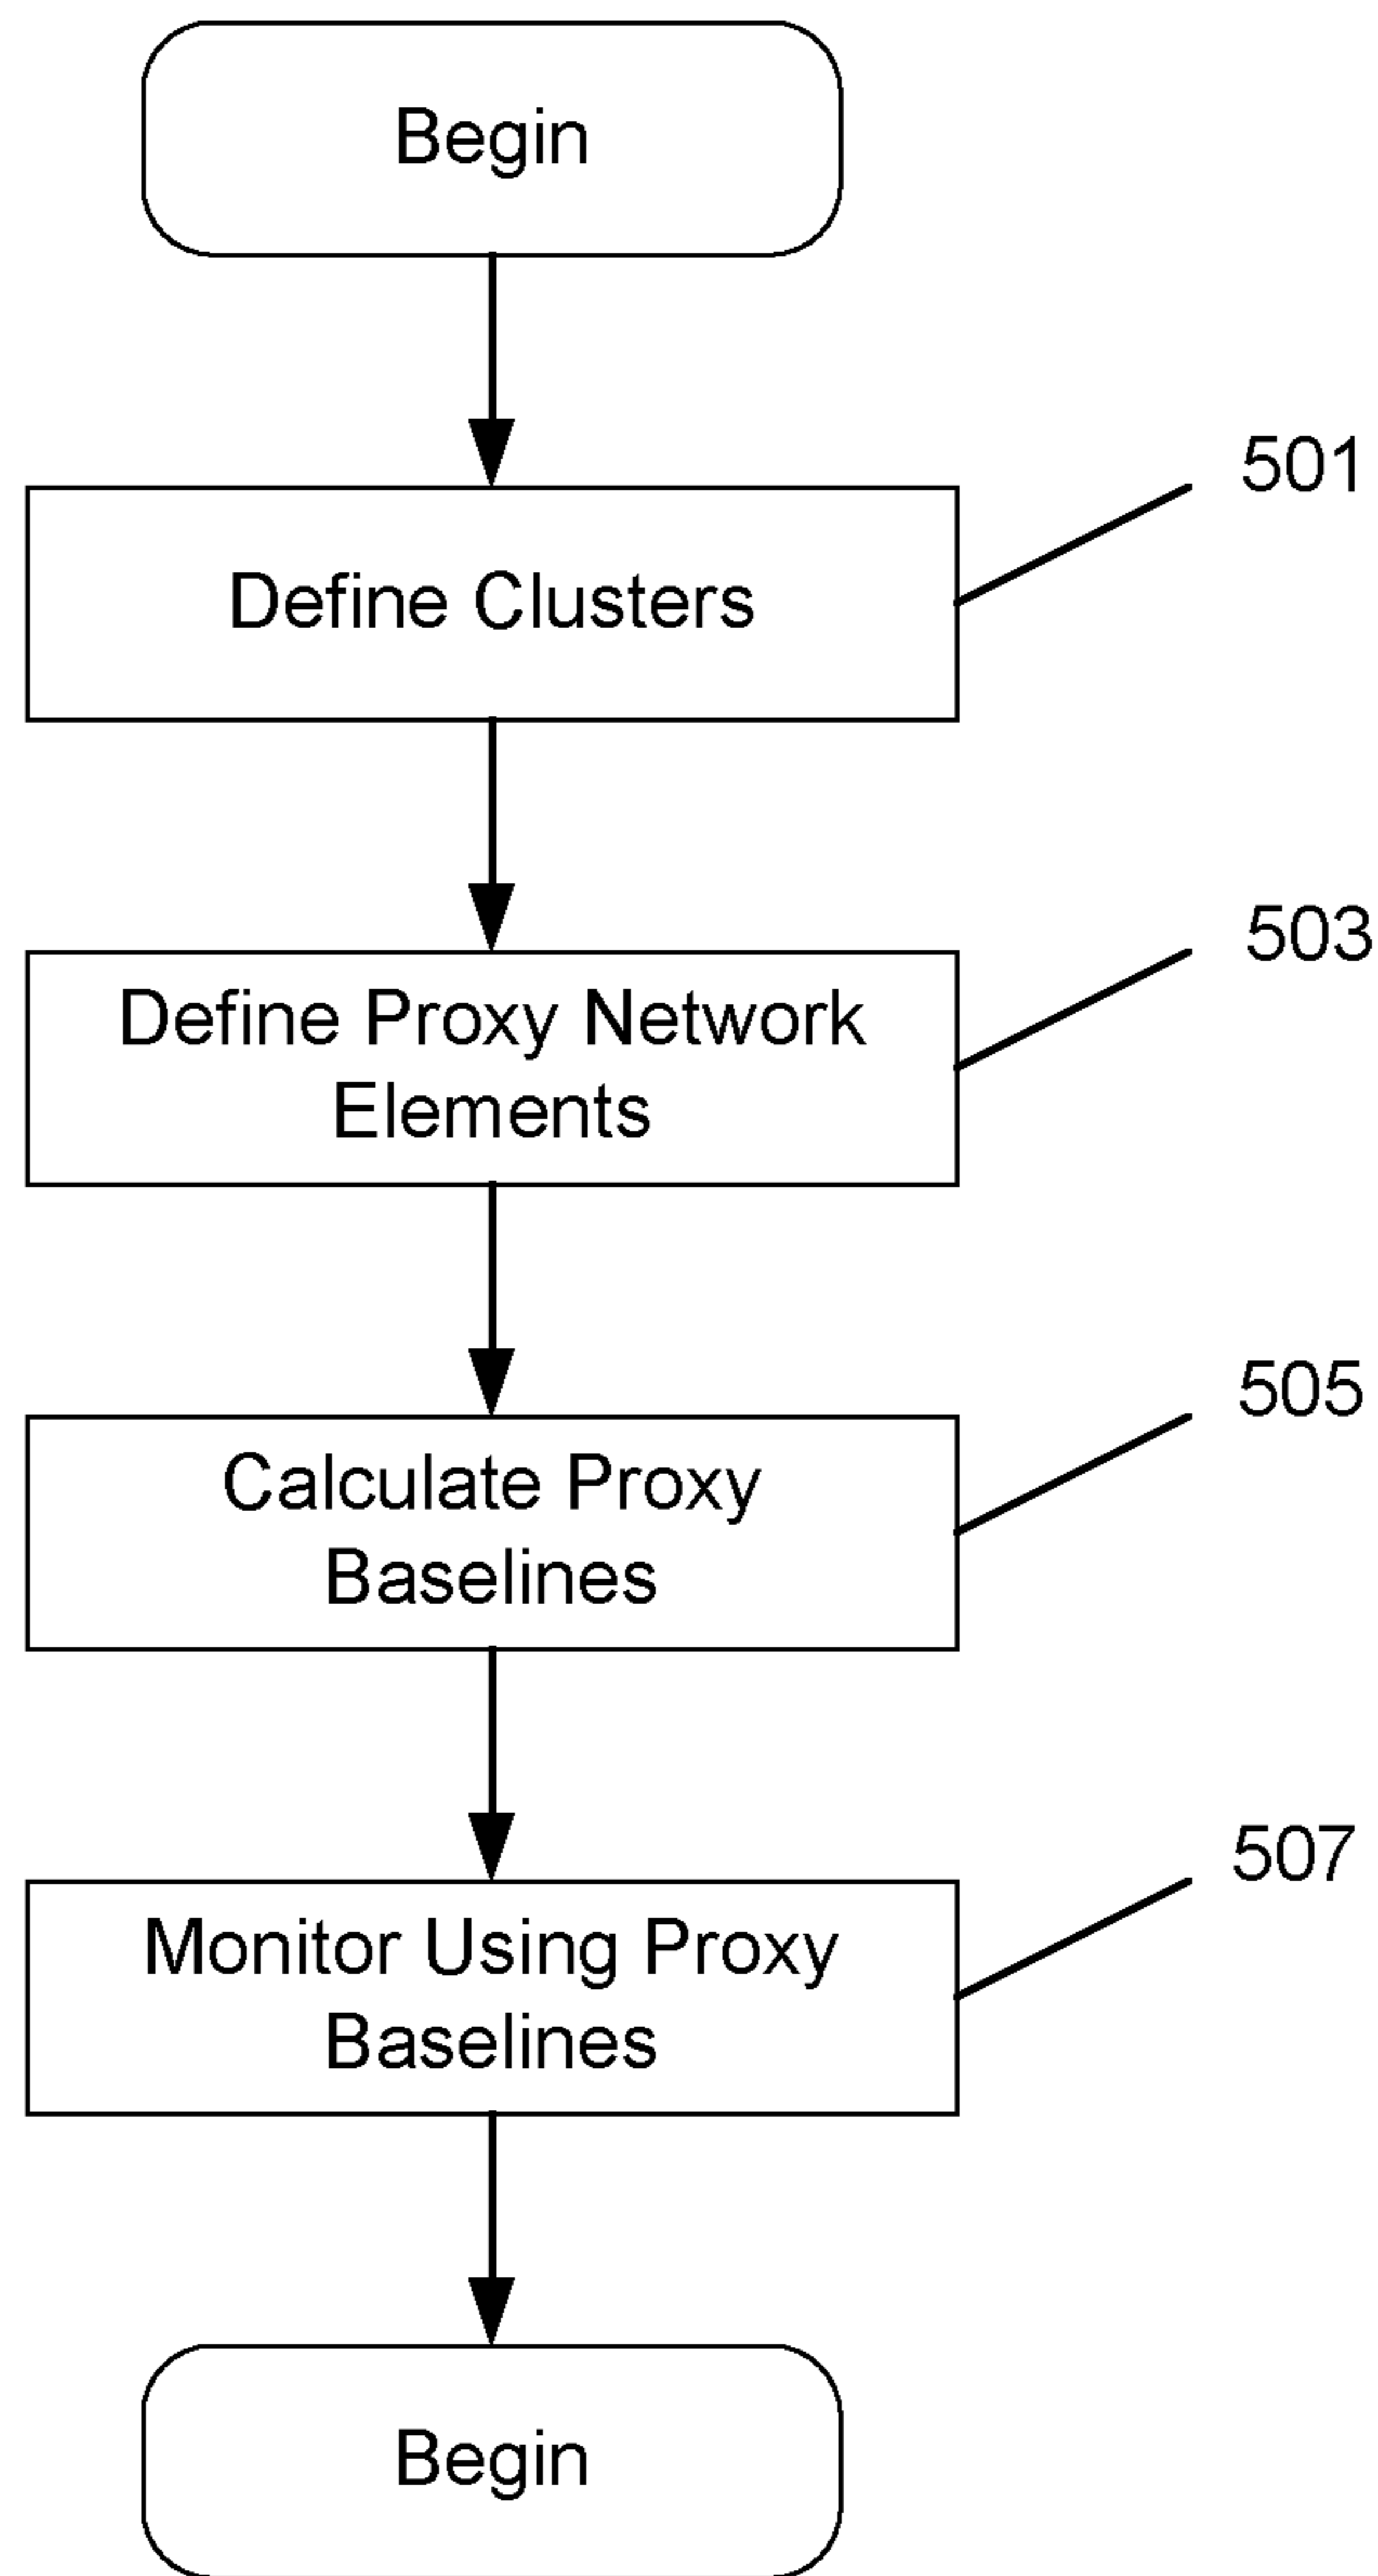 Begin
501
Define Clusters
503
Define Proxy Network
Elements
505
Calculate Proxy
Baselines
507
Monitor Using Proxy
Baselines
Begin